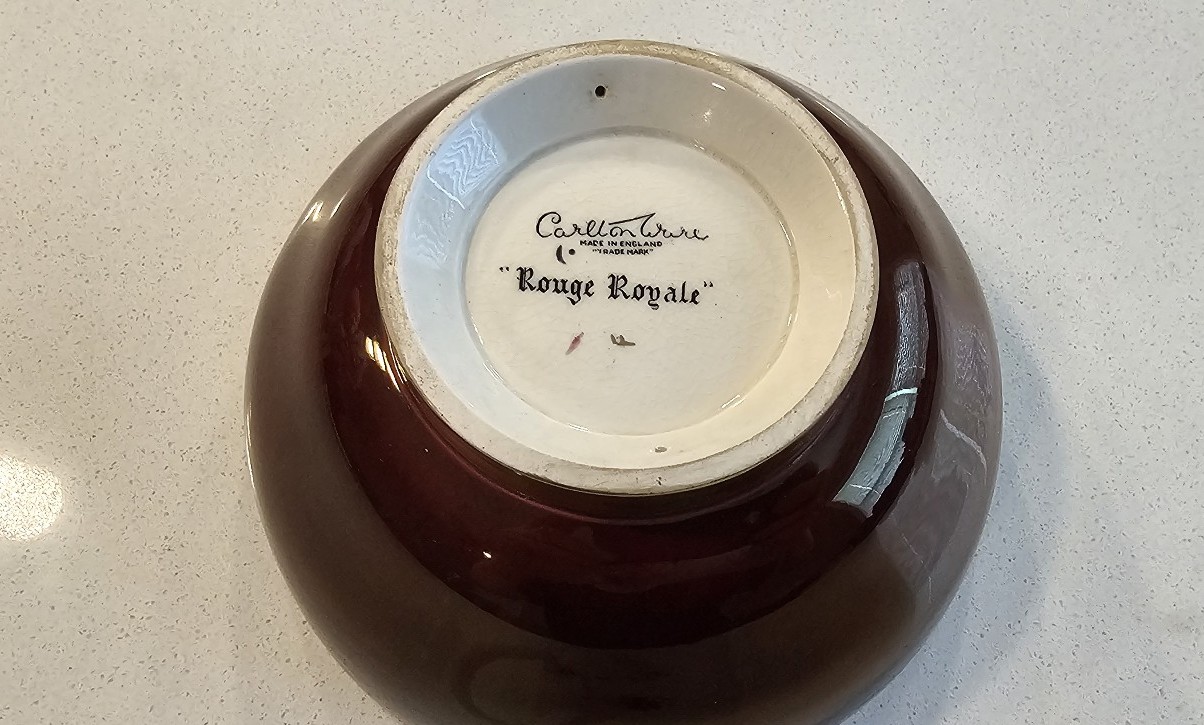 Carlton Ware
MADE IN ENGLAND
"TRADE MARK"
"Rouge Royale"